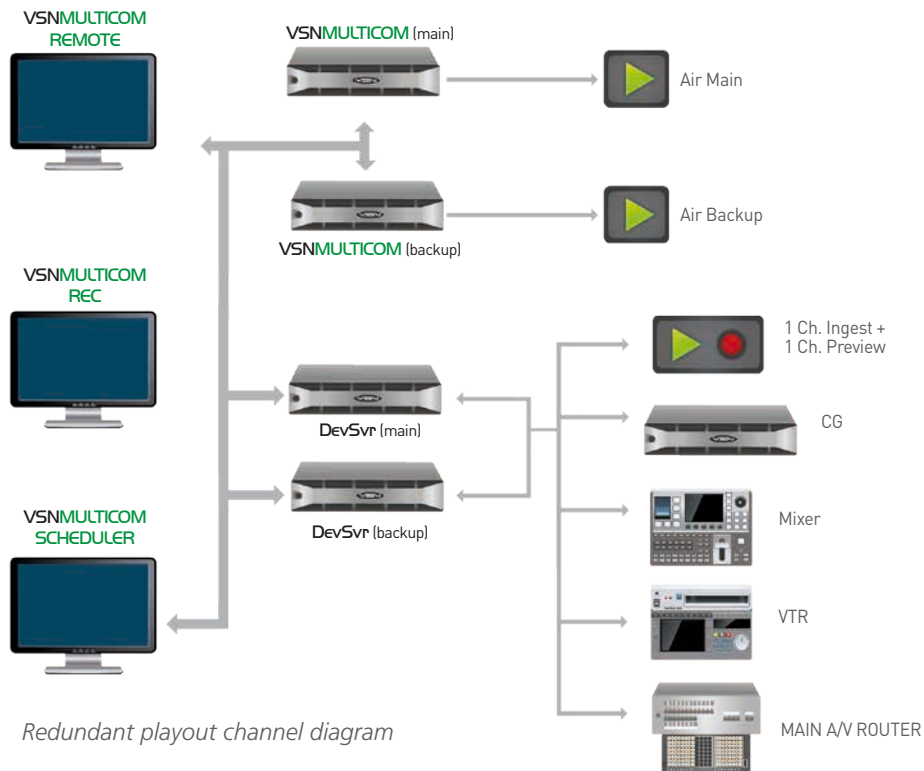 VSNMULTICOM
REMOTE
VSNMULTICOM (main)
Air Main
Air Backup
VSNMULTICOM (backup)
VSNMULTICOM
REC
1 Ch. Ingest +
1 Ch. Preview
DevSvr (main)
CG
DevSvr (backup)
Mixer
VSNMULTICOM
SCHEDULER
VTR
MAIN A/V ROUTER
Redundant playout channel diagram